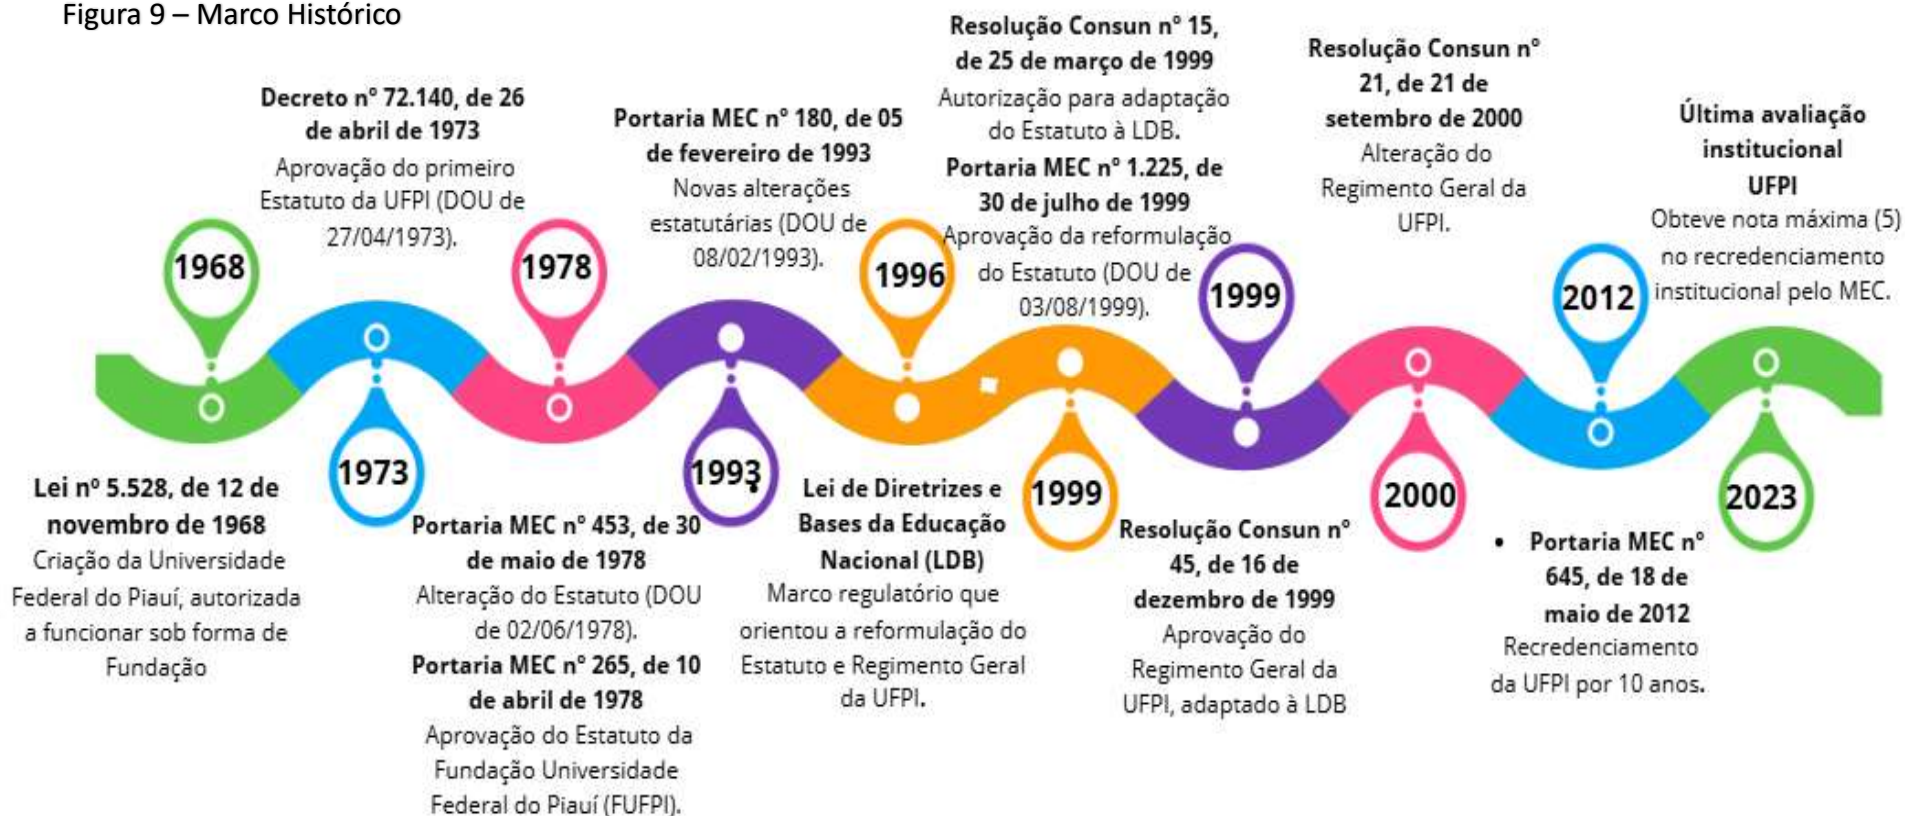 Figura 9 – Marco Histórico
1968
Lei nº 5.528, de 12 de
novembro de 1968
Criação da Universidade
Federal do Piauí, autorizada
a funcionar sob forma de
Fundação
Decreto nº 72.140, de 26
de abril de 1973
Aprovação do primeiro
Estatuto da UFPI (DOU de
27/04/1973).
1973
1978
Portaria MEC nº 453, de 30
de maio de 1978
Alteração do Estatuto (DOU
de 02/06/1978).
Portaria MEC nº 265, de 10
de abril de 1978
Aprovação do Estatuto da
Fundação Universidade
Federal do Piauí (FUFPI).
Portaria MEC nº 180, de 05
de fevereiro de 1993
Novas alterações
estatutárias (DOU de
08/02/1993).
1993
1996
Lei de Diretrizes e
Bases da Educação
Nacional (LDB)
Marco regulatório que
orientou a reformulação do
Estatuto e Regimento Geral
da UFPI.
Resolução Consun nº 15,
de 25 de março de 1999
Autorização para adaptação
do Estatuto à LDB.
Portaria MEC nº 1.225, de
30 de julho de 1999
Aprovação da reformulação
do Estatuto (DOU de
03/08/1999).
1999
1999
Resolução Consun nº
45, de 16 de
dezembro de 1999
Aprovação do
Regimento Geral da
UFPI, adaptado à LDB
Resolução Consun nº
21, de 21 de
setembro de 2000
Alteração do
Regimento Geral da
UFPI.
2000
2012
• Portaria MEC nº
645, de 18 de
maio de 2012
Recredenciamento
da UFPI por 10 anos.
Última avaliação
institucional
UFPI
Obteve nota máxima (5)
no recredenciamento
institucional pelo MEC.
2023